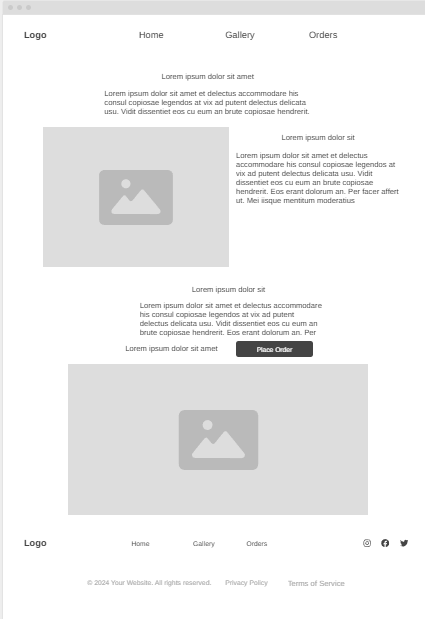 Logo
Home
Gallery
Orders
Lorem ipsum dolor sit amet
Lorem ipsum dolor sit amet et delectus accommodare his
consul copiosae legendos at vix ad putent delectus delicata
usu. Vidit dissentiet eos cu eum an brute copiosae hendrerit.
Lorem ipsum dolor sit
Lorem ipsum dolor sit amet et delectus
accommodare his consul copiosae legendos at
vix ad putent delectus delicata usu. Vidit
dissentiet eos cu eum an brute copiosae
hendrerit. Eos erant dolorum an. Per facer affert
ut. Mei iisque mentitum moderatius
Lorem ipsum dolor sit
Lorem ipsum dolor sit amet et delectus accommodare
his consul copiosae legendos at vix ad putent
delectus delicata usu. Vidit dissentiet eos cu eum an
brute copiosae hendrerit. Eos erant dolorum an. Per
Lorem ipsum dolor sit amet
Place Order
Logo
Home
Gallery
Orders
© 2024 Your Website. All rights reserved.
Privacy Policy
Terms of Service